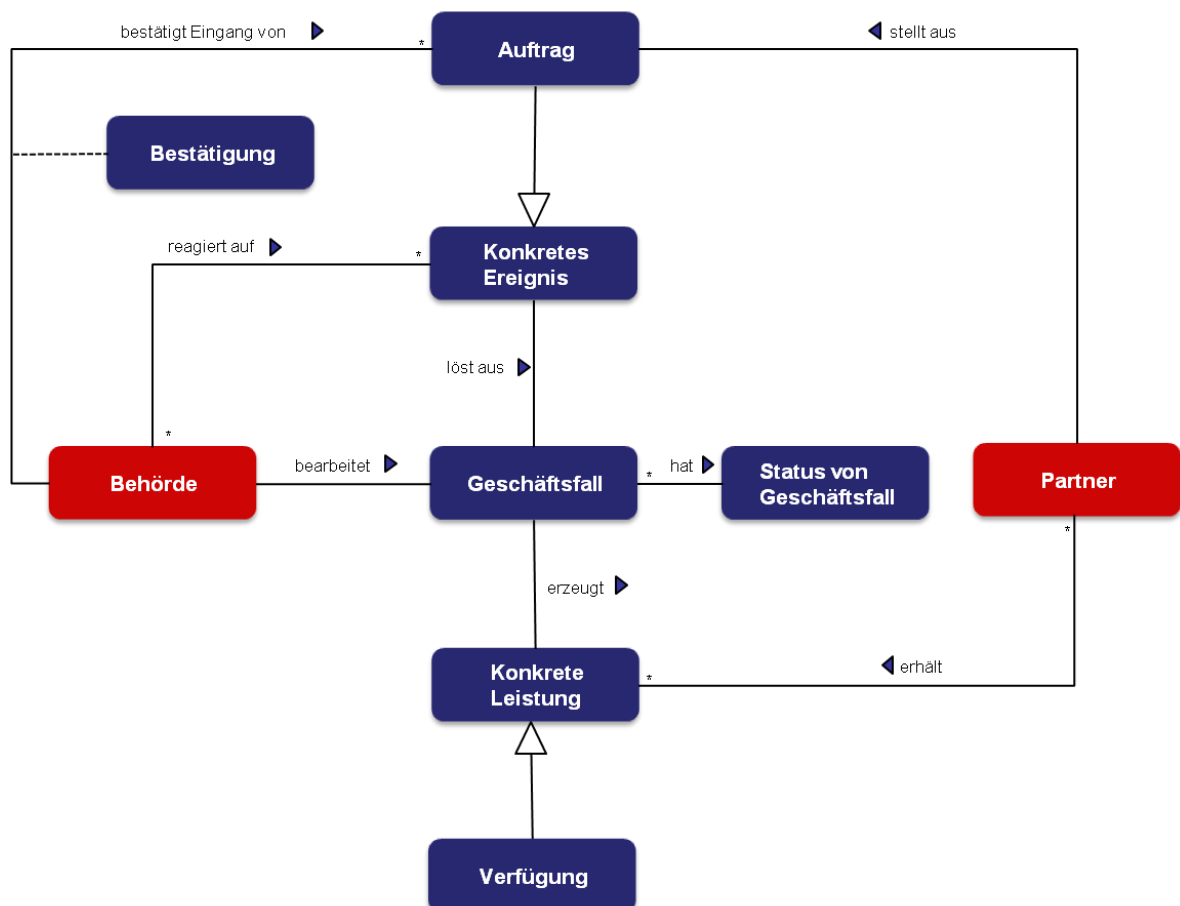 bestätigt Eingang von
*
Auftrag
stellt aus
Bestätigung
reagiert auf
*
Konkretes
Ereignis
löst aus
*
Behörde
bearbeitet
Geschäftsfall
*
hat
Status von
Geschäftsfall
Partner
*
erzeugt
Konkrete
Leistung
*
erhält
Verfügung